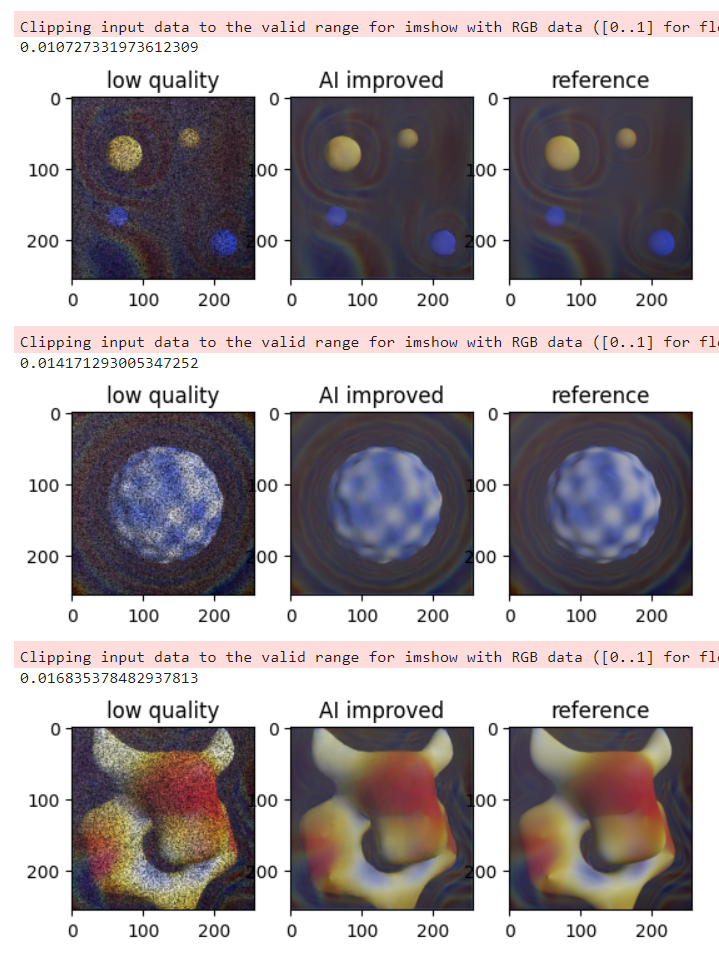 Clipping input data to the valid range for imshow with RGB data ([0..1] for
0.010727331973612309
low quality AI improved reference
0 0 0
100 100 100
200 200 200
0 100 200 0 100 200 0 100 200
Clipping input data to the valid range for imshow with RGB data ([0..1] for
0.014171293005347252
low quality AI improved reference
0 0 0
100 100 100
200 200 200
0 100 200 0 100 200 0 100 200
Clipping input data to the valid range for imshow with RGB data ([0..1] for
0.016835378482937813
low quality AI improved reference
0 0 0
100 100 100
200 200 200
0 100 200 0 100 200 0 100 200